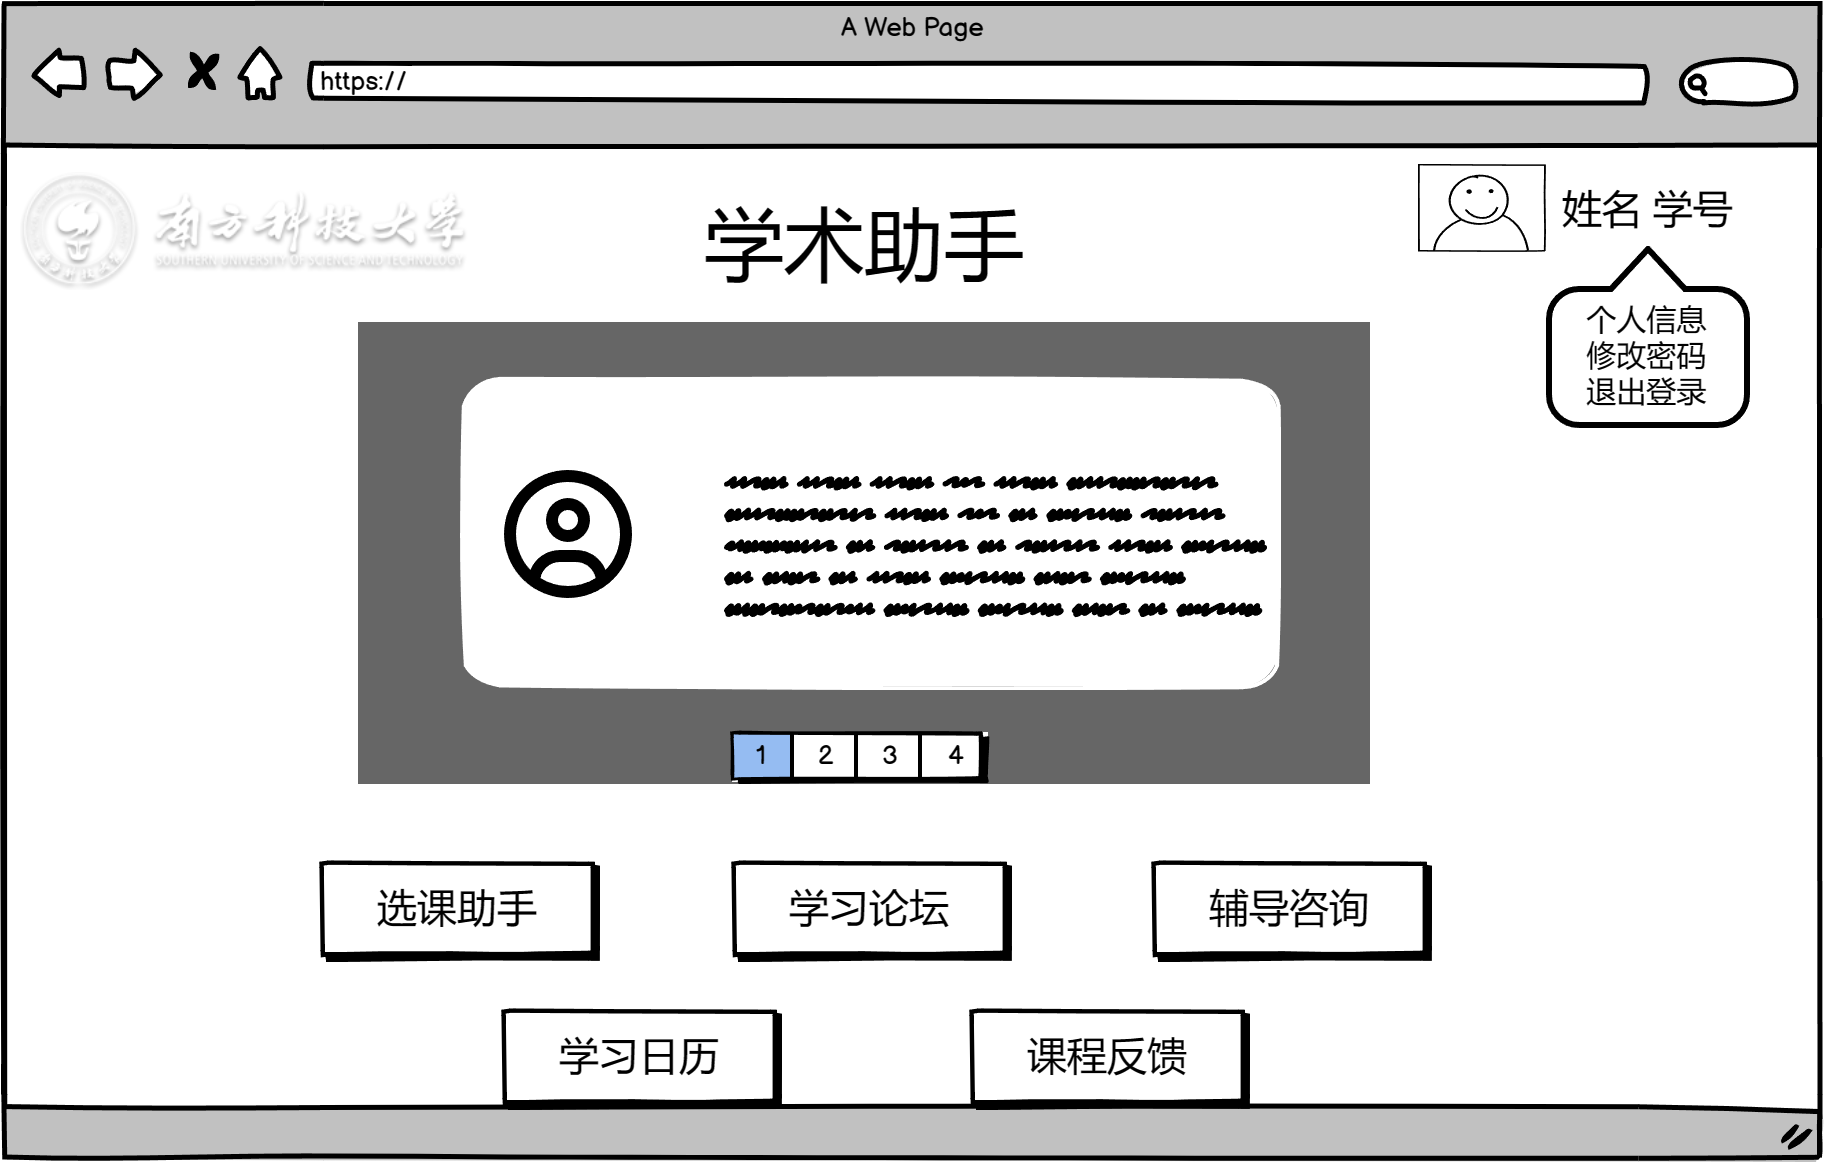 A Web Page
https://
南方科技大学
SOUTHERN UNIVERSITY OF SCIENCE AND TECHNOLOGY
学术助手
姓名 学号
个人信息
修改密码
退出登录
1 2 3 4
选课助手
学习论坛
辅导咨询
学习日历
课程反馈